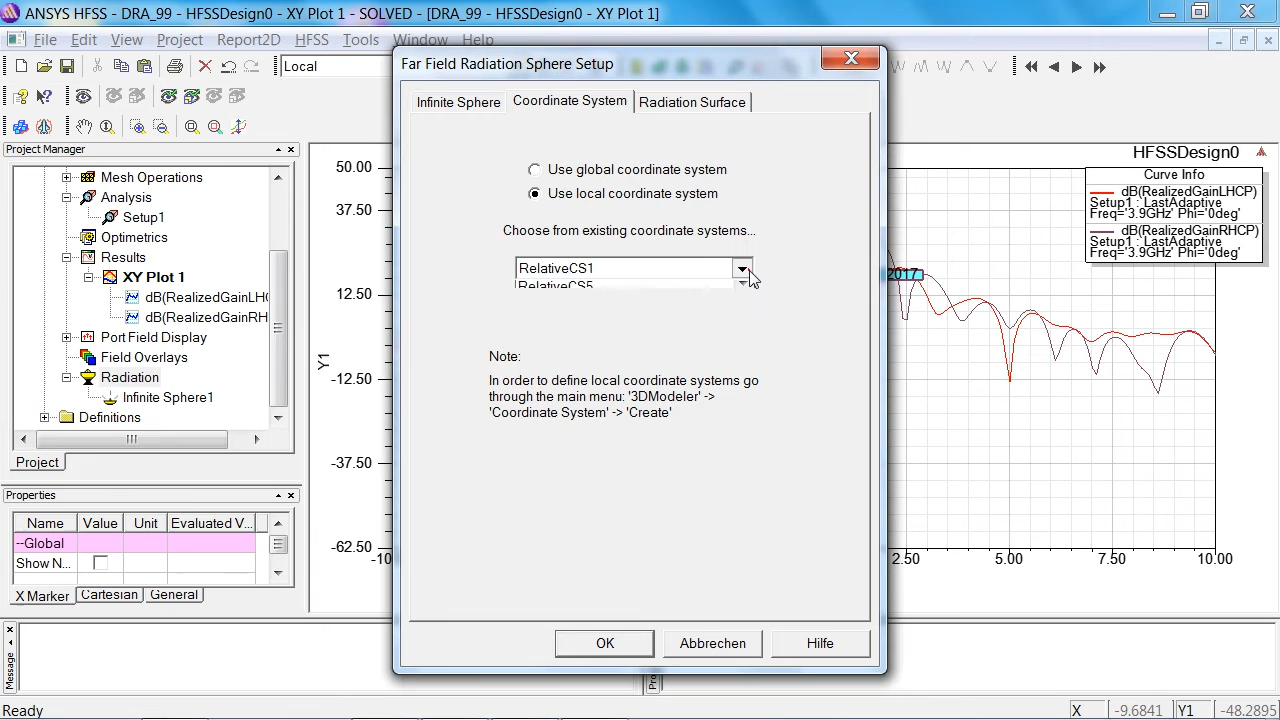 ANSYS HFSS - DRA_99 - HFSSDesign0 - XY Plot 1 - SOLVED - [DRA_99 - HFSSDesign0 - XY Plot 1]
File Edit View Project Report2D HFSS Tools Window Help
Local
Project Manager
Mesh Operations
Analysis
Setup1
Optimetrics
Results
XY Plot 1
dB(RealizedGainLH
dB(RealizedGainRH
Port Field Display
Field Overlays
Radiation
Infinite Sphere1
Definitions
Project
Properties
Name Value Unit Evaluated V...
--Global
Show N...
X Marker Cartesian General
Message
Far Field Radiation Sphere Setup
Infinite Sphere Coordinate System Radiation Surface
Use global coordinate system
Use local coordinate system
Choose from existing coordinate systems...
RelativeCS1
RelativeCS5
Note:
In order to define local coordinate systems go
through the main menu: '3DModeler' ->
'Coordinate System' -> 'Create'
OK Abbrechen Hilfe
HFSSDesign0
Curve Info
dB(RealizedGainLHCP)
Setup1 : LastAdaptive
Freq='3.9GHz' Phi='0deg'
dB(RealizedGainRHCP)
Setup1 : LastAdaptive
Freq='3.9GHz' Phi='0deg'
2017
50.00
37.50
12.50
-12.50
-37.50
-62.50
Y1
-10
2.50 5.00 7.50 10.00
Ready
X -9.6841 Y1 -48.2895